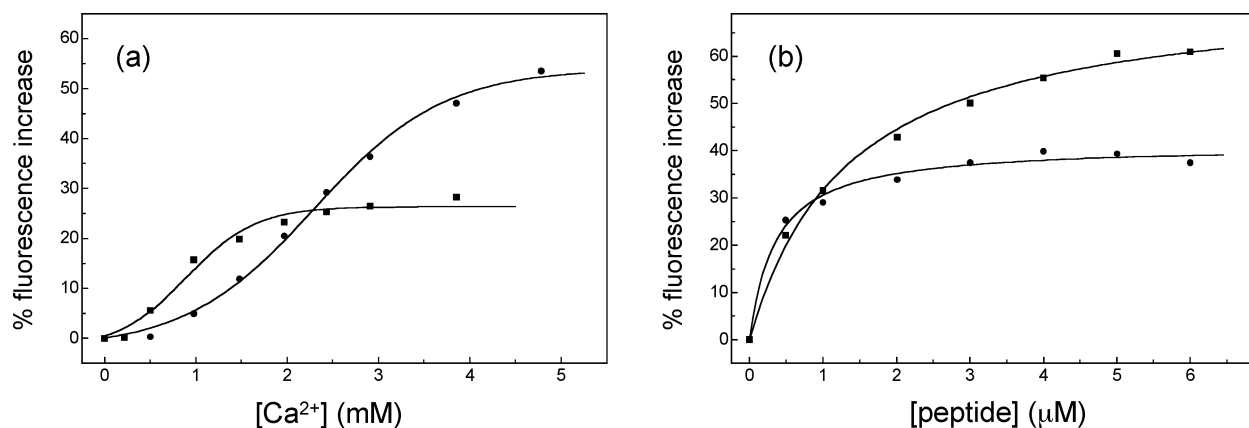 % fluorescence increase
60
50
40
30
20
10
0
(a)
0 1 2 3 4 5
[Ca²⁺] (mM)
% fluorescence increase
60
50
40
30
20
10
0
(b)
0 1 2 3 4 5 6
[peptide] (μM)